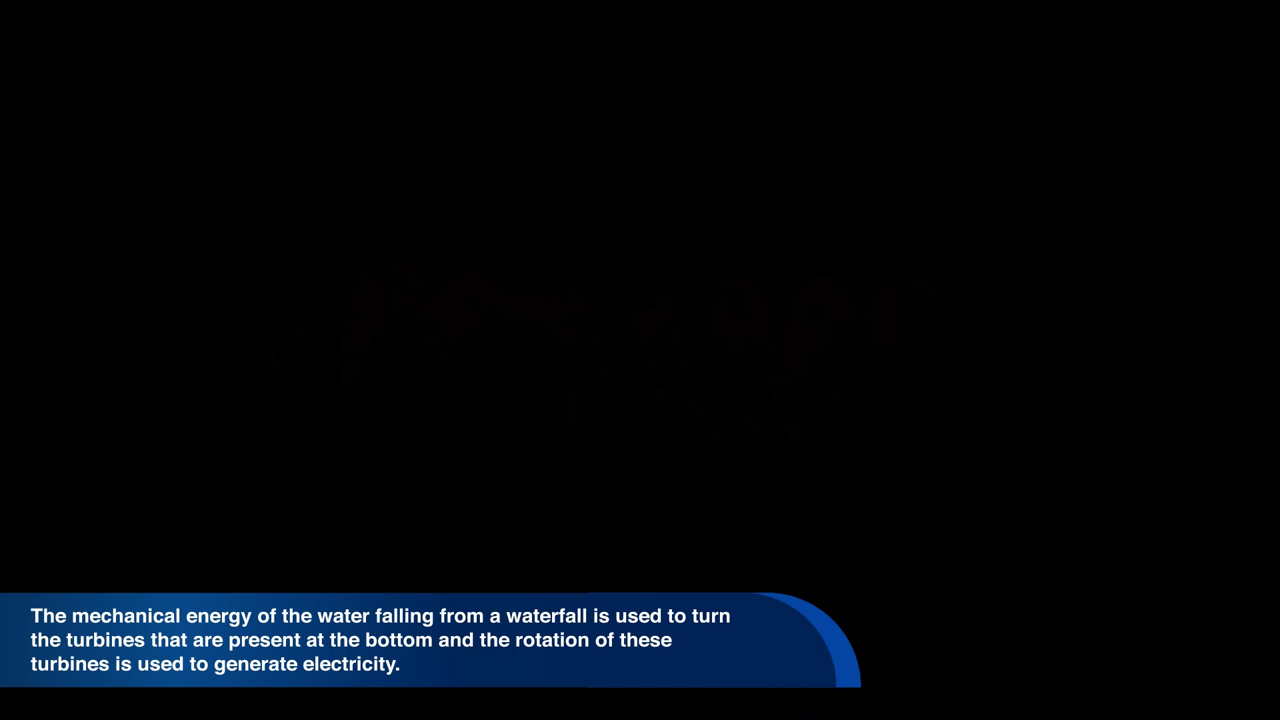 The mechanical energy of the water falling from a waterfall is used to turn
the turbines that are present at the bottom and the rotation of these
turbines is used to generate electricity.